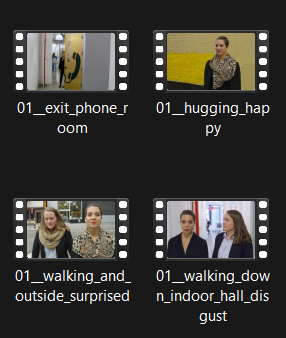 01__exit_phone_r
oom
01__hugging_hap
py
01__walking_and_
outside_surprised
01__walking_dow
n_indoor_hall_dis
gust